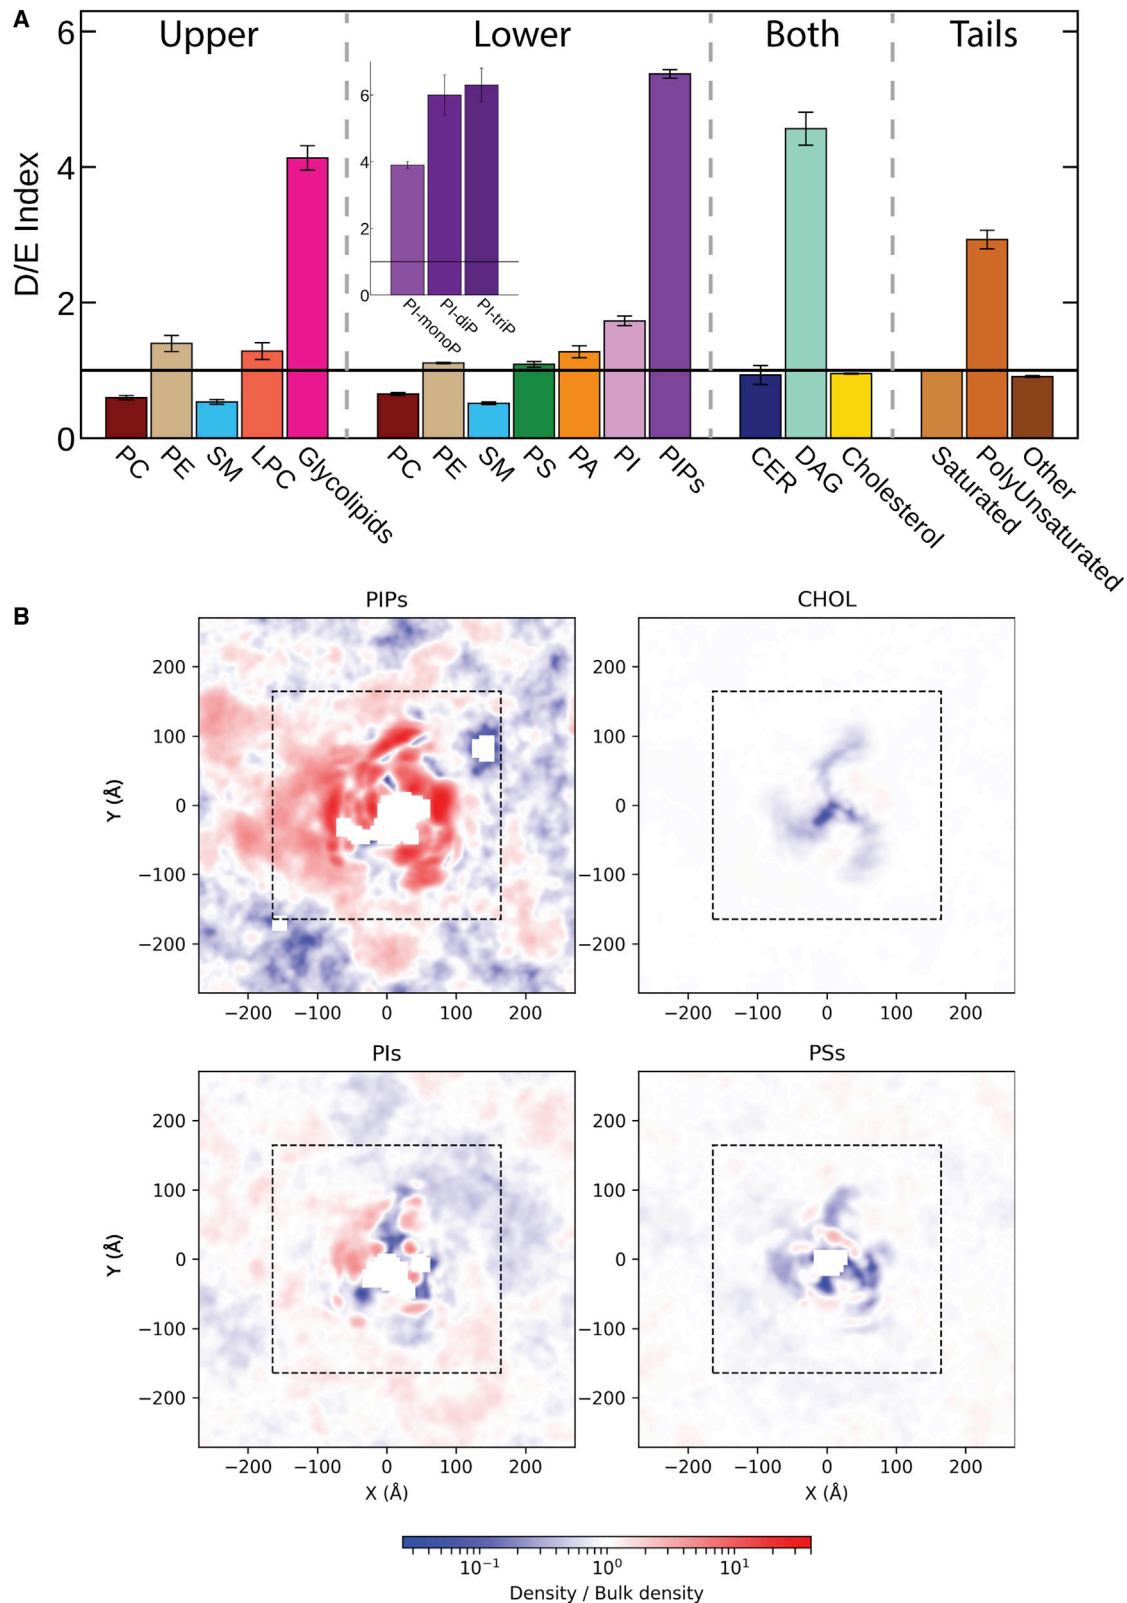 A
Upper
Lower
Both
Tails
D/E Index
6
4
2
0
6
4
2
0
PI-monoP
PI-diP
PI-triP
PC
PE
SM
LPC
Glycolipids
PC
PE
SM
PS
PA
PI
PIPs
CER
DAG
Cholesterol
Saturated
PolyUnsaturated
Other
B
PIPs
CHOL
Y (Å)
200
100
0
−100
−200
−200 −100 0 100 200
200
100
0
−100
−200
−200 −100 0 100 200
PIs
PSs
Y (Å)
200
100
0
−100
−200
−200 −100 0 100 200
X (Å)
200
100
0
−100
−200
−200 −100 0 100 200
X (Å)
10⁻¹ 10⁰ 10¹
Density / Bulk density